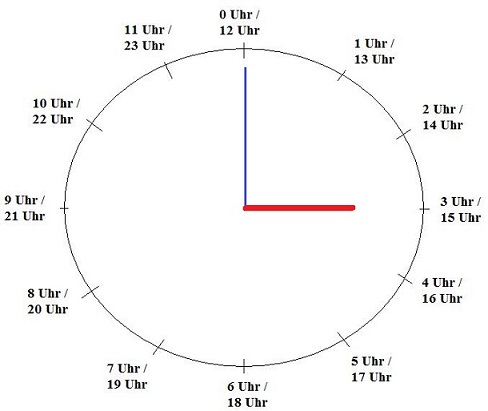 0 Uhr /
12 Uhr
1 Uhr /
13 Uhr
2 Uhr /
14 Uhr
3 Uhr /
15 Uhr
4 Uhr /
16 Uhr
5 Uhr /
17 Uhr
6 Uhr /
18 Uhr
7 Uhr /
19 Uhr
8 Uhr /
20 Uhr
9 Uhr /
21 Uhr
10 Uhr /
22 Uhr
11 Uhr /
23 Uhr